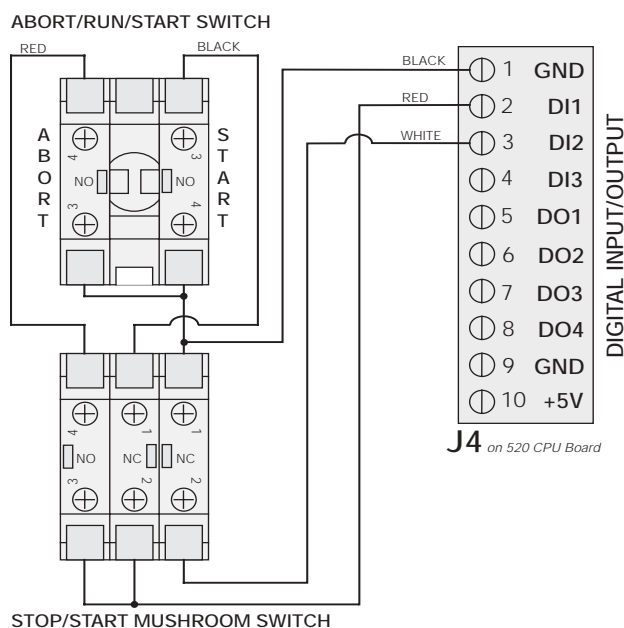 ABORT/RUN/START SWITCH
RED
BLACK
ABORT
START
4
3
NO
NO
3
4
BLACK
RED
WHITE
1 GND
2 DI1
3 DI2
4 DI3
5 DO1
6 DO2
7 DO3
8 DO4
9 GND
10 +5V
DIGITAL INPUT/OUTPUT
J4 on 520 CPU Board
4
1
1
NO
NC
NC
3
2
2
STOP/START MUSHROOM SWITCH